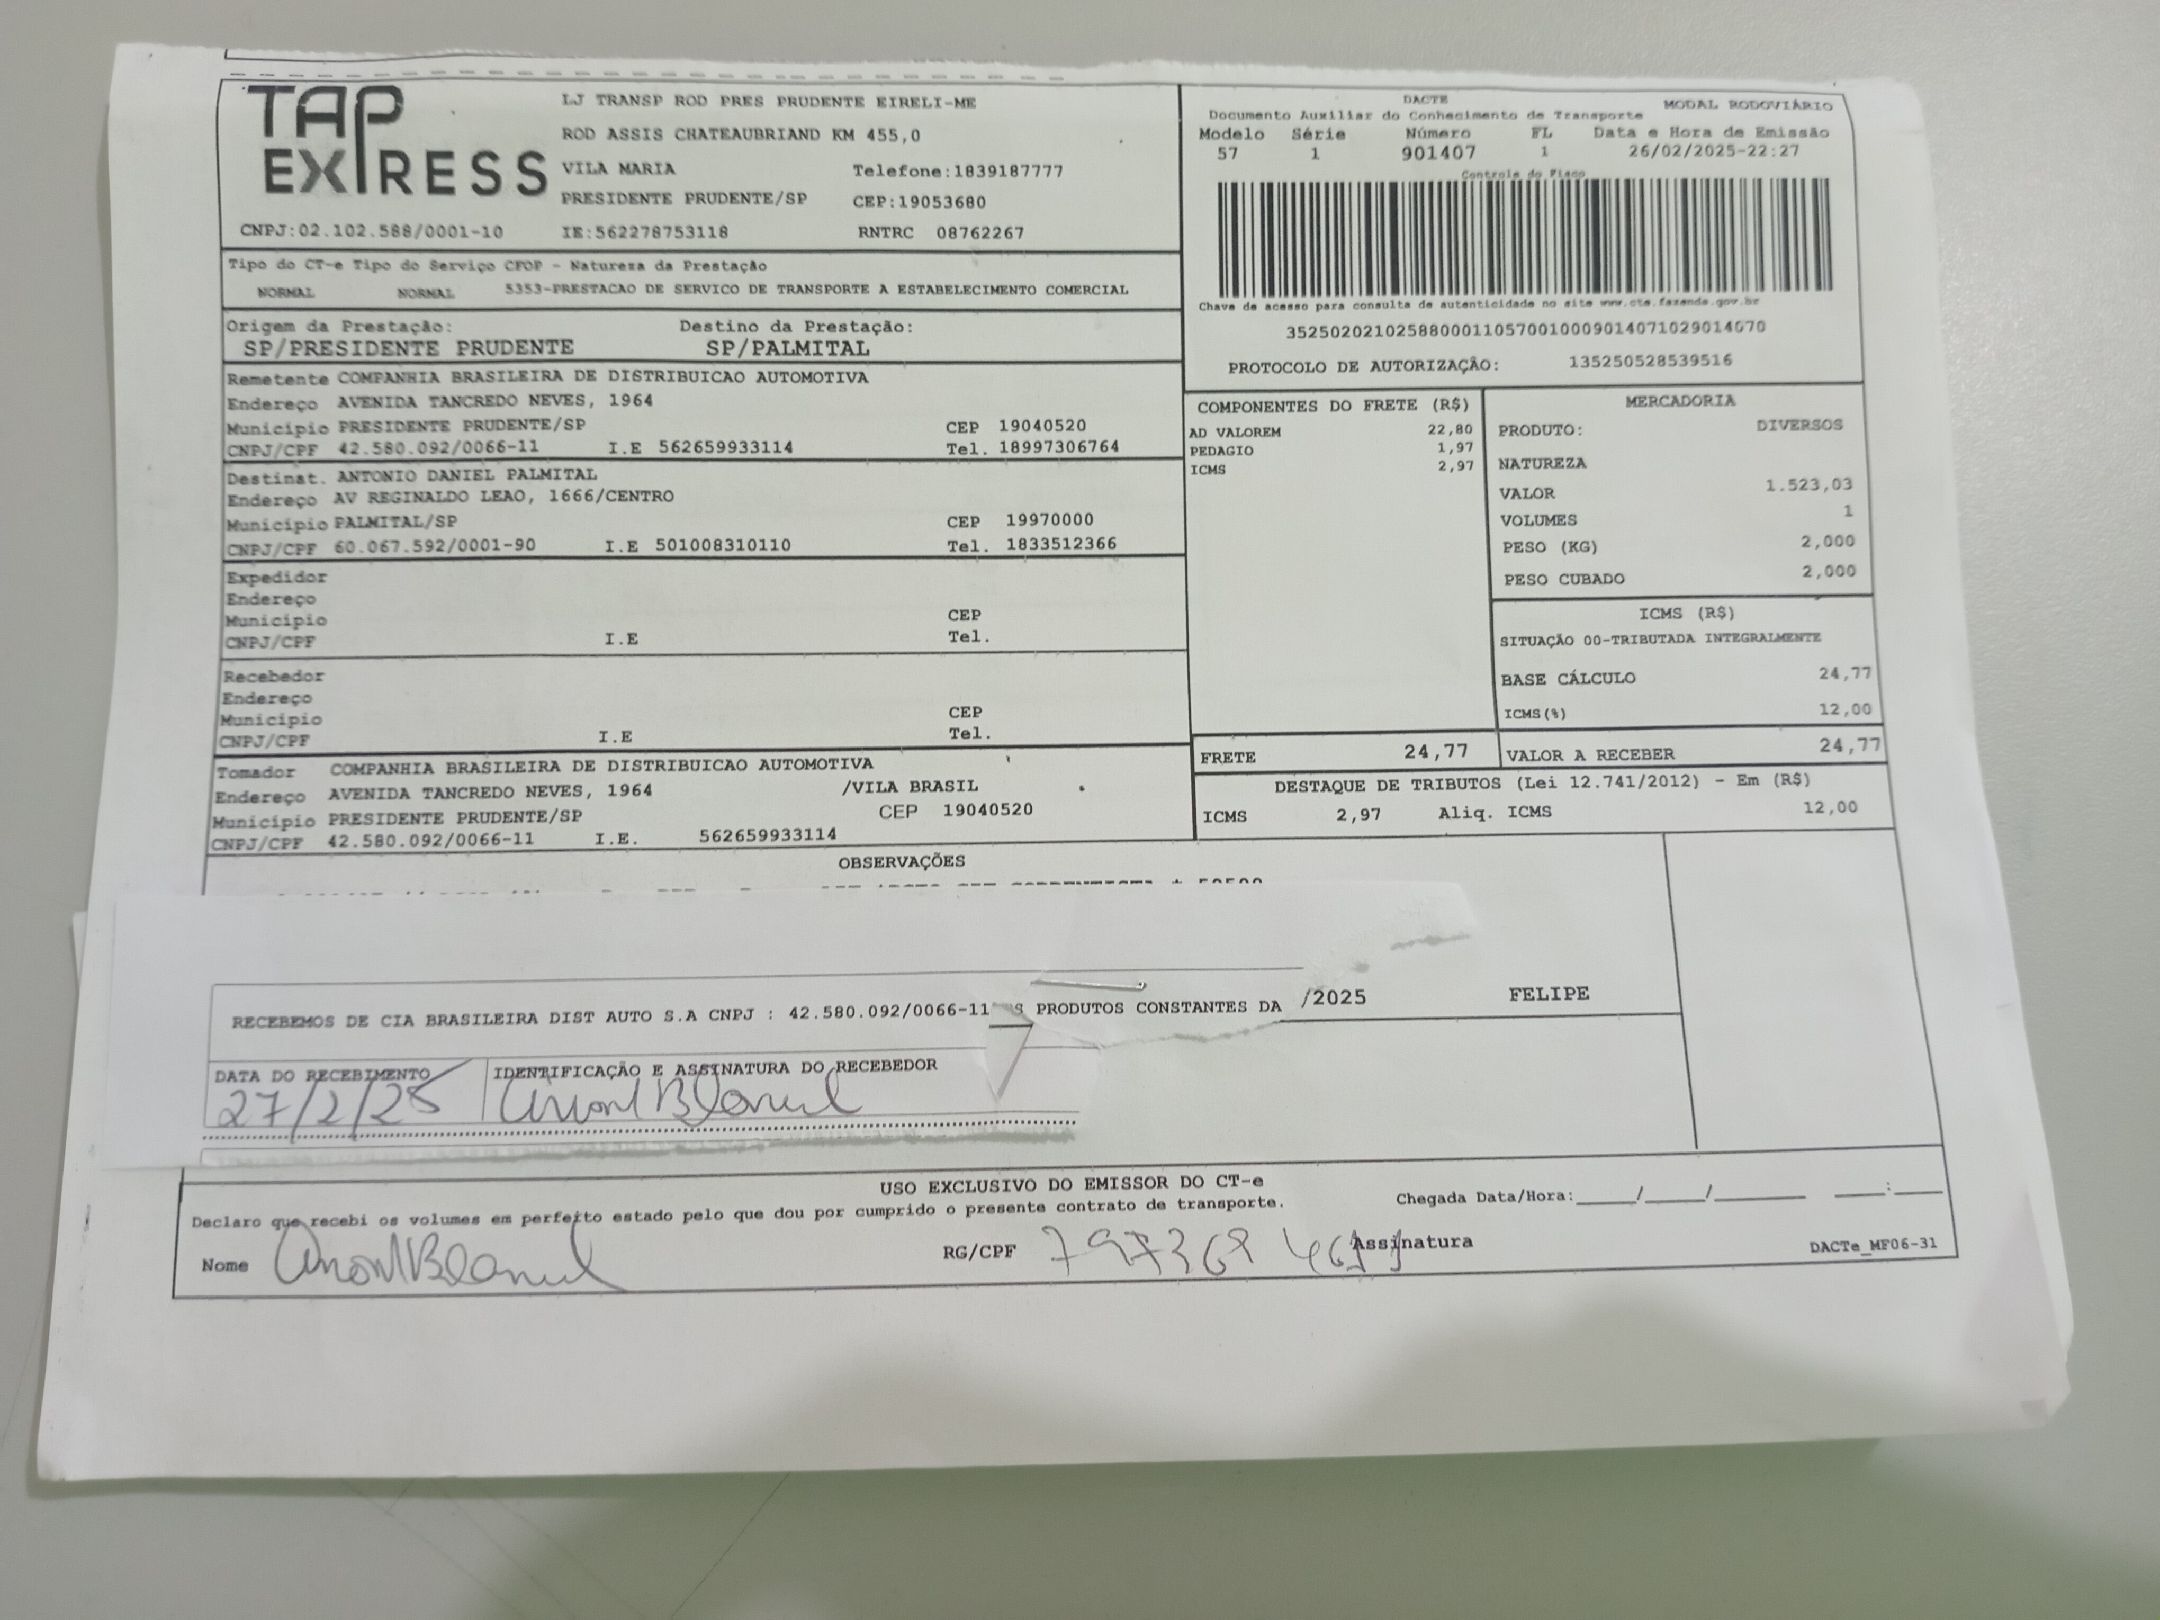 TAP EXPRESS
LJ TRANSP ROD PRES PRUDENTE EIRELI-ME
ROD ASSIS CHATEAUBRIAND KM 455,0
VILA MARIA Telefone:1839187777
PRESIDENTE PRUDENTE/SP CEP:19053680
CNPJ:02.102.588/0001-10 IE:562278753118 RNTRC 08762267
DACTE MODAL RODOVIÁRIO
Documento Auxiliar do Conhecimento de Transporte
Modelo Série Número FL Data e Hora de Emissão
57 1 901407 1 26/02/2025-22:27
Controle do Fisco
Chave de acesso para consulta de autenticidade no site www.cte.fazenda.gov.br
35250202102588000110570010009014071029014070
PROTOCOLO DE AUTORIZAÇÃO: 135250528539516
Tipo do CT-e Tipo do Serviço CFOP - Natureza da Prestação
NORMAL NORMAL 5353-PRESTACAO DE SERVICO DE TRANSPORTE A ESTABELECIMENTO COMERCIAL
Origem da Prestação: Destino da Prestação:
SP/PRESIDENTE PRUDENTE SP/PALMITAL
Remetente COMPANHIA BRASILEIRA DE DISTRIBUICAO AUTOMOTIVA
Endereço AVENIDA TANCREDO NEVES, 1964
Município PRESIDENTE PRUDENTE/SP CEP 19040520
CNPJ/CPF 42.580.092/0066-11 I.E 562659933114 Tel. 18997306764
Destinat. ANTONIO DANIEL PALMITAL
Endereço AV REGINALDO LEAO, 1666/CENTRO
Município PALMITAL/SP CEP 19970000
CNPJ/CPF 60.067.592/0001-90 I.E 501008310110 Tel. 1833512366
Expedidor
Endereço
Município CEP
CNPJ/CPF I.E Tel.
Recebedor
Endereço
Município CEP
CNPJ/CPF I.E Tel.
Tomador COMPANHIA BRASILEIRA DE DISTRIBUICAO AUTOMOTIVA
Endereço AVENIDA TANCREDO NEVES, 1964 /VILA BRASIL
Município PRESIDENTE PRUDENTE/SP CEP 19040520
CNPJ/CPF 42.580.092/0066-11 I.E. 562659933114
COMPONENTES DO FRETE (R$)
AD VALOREM 22,80
PEDAGIO 1,97
ICMS 2,97
MERCADORIA
PRODUTO: DIVERSOS
NATUREZA
VALOR 1.523,03
VOLUMES 1
PESO (KG) 2,000
PESO CUBADO 2,000
ICMS (R$)
SITUAÇÃO 00-TRIBUTADA INTEGRALMENTE
BASE CÁLCULO 24,77
ICMS(%) 12,00
FRETE 24,77 VALOR A RECEBER 24,77
DESTAQUE DE TRIBUTOS (Lei 12.741/2012) - Em (R$)
ICMS 2,97 Aliq. ICMS 12,00
OBSERVAÇÕES
RECEBEMOS DE CIA BRASILEIRA DIST AUTO S.A CNPJ : 42.580.092/0066-11 PRODUTOS CONSTANTES DA /2025 FELIPE
DATA DO RECEBIMENTO IDENTIFICAÇÃO E ASSINATURA DO RECEBEDOR
27/2/25
USO EXCLUSIVO DO EMISSOR DO CT-e
Declaro que recebi os volumes em perfeito estado pelo que dou por cumprido o presente contrato de transporte. Chegada Data/Hora:_____/_____/________ ____:____
Nome RG/CPF Assinatura DACTe_MF06-31